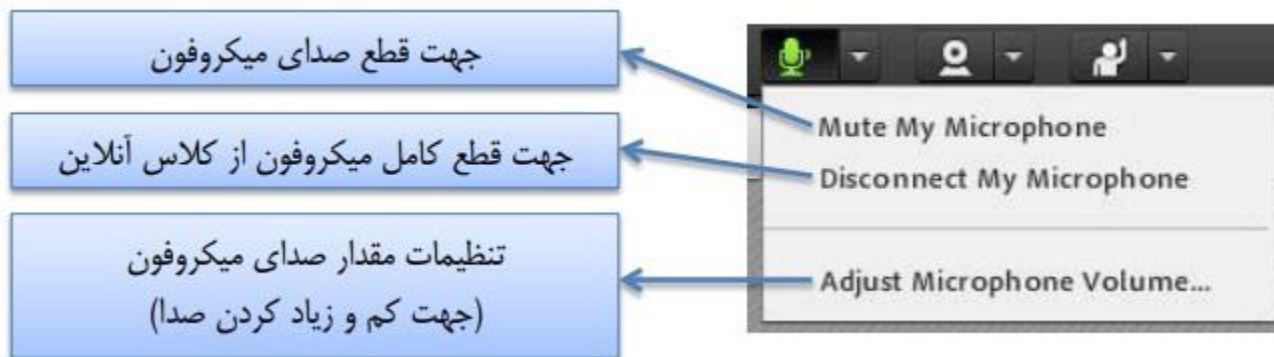 جهت قطع صدای میکروفون
جهت قطع کامل میکروفون از کلاس آنلاین
تنظیمات مقدار صدای میکروفون
(جهت کم و زیاد کردن صدا)
Mute My Microphone
Disconnect My Microphone
Adjust Microphone Volume...